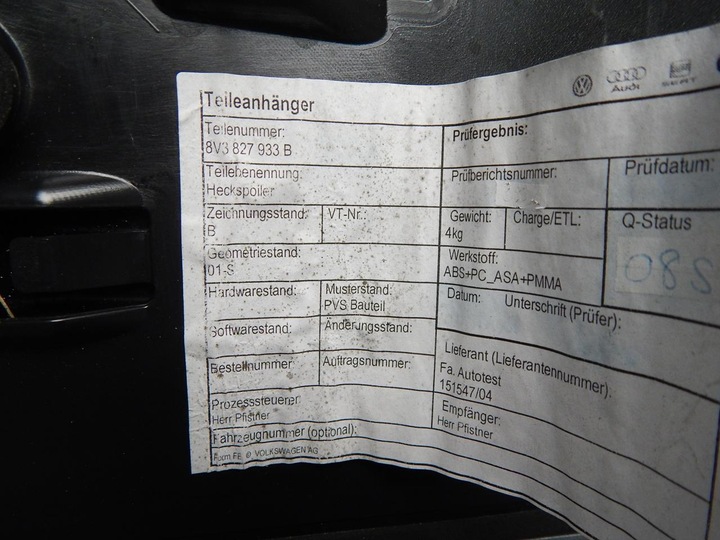 Teileanhänger
Audi
SEAT
Teilenummer:
8V3 827 933 B
Prüfergebnis:
Teilebenennung:
Heckspoiler
Prüfberichtsnummer:
Prüfdatum:
Zeichnungsstand:
B
VT-Nr.:
Gewicht:
4kg
Charge/ETL:
Q-Status
08S
Geometriestand:
01-S
Werkstoff:
ABS+PC_ASA+PMMA
Hardwarestand:
Musterstand:
PVS Bauteil
Datum:
Unterschrift (Prüfer):
Softwarestand:
Änderungsstand:
Bestellnummer:
Auftragsnummer:
Lieferant (Lieferantennummer).
Fa. Autotest
151547/04
Prozesssteuerer
Herr Pfistner
Empfänger:
Herr Pfistner
Fahrzeugnummer (optional):
Form FE © VOLKSWAGEN AG